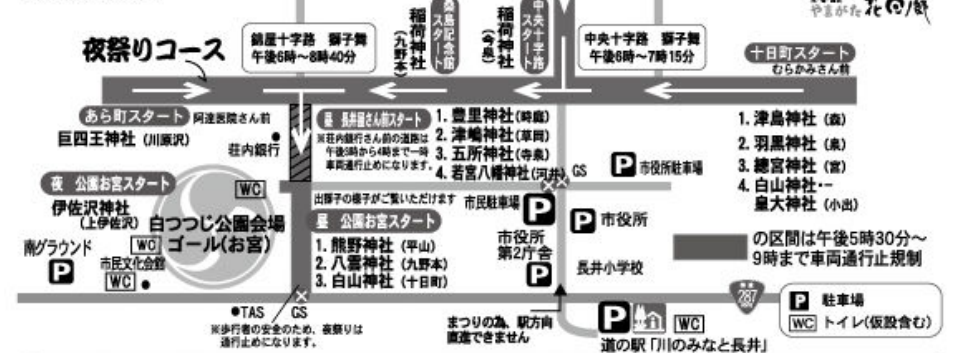 やまがた花回廊
夜祭りコース
錦屋十字路 獅子舞
午後6時～8時40分
稲荷神社
(九野本)
桑島記念館
スタート
稲荷神社
(今泉)
中央十字路
スタート
中央十字路 獅子舞
午後6時～7時15分
十日町スタート
むらかみさん前
あら町スタート
阿達医院さん前
巨四王神社 (川原沢)
荘内銀行
昼 長井屋さん前スタート
※荘内銀行さん前の道路は
午後3時から4時まで一時
車両通行止めになります。
1. 豊里神社(時庭)
2. 津嶋神社(草岡)
3. 五所神社(寺泉)
4. 若宮八幡神社(河井)
GS
P 市役所駐車場
1. 津島神社 (森)
2. 羽黒神社 (泉)
3. 總宮神社 (宮)
4. 白山神社・
皇大神社 (小出)
夜 公園お宮スタート
伊佐沢神社
(上伊佐沢)
WC
白つつじ公園会場
ゴール(お宮)
南グラウンド
P
WC
市民文化会館
WC
出獅子の様子がご覧いただけます
昼 公園お宮スタート
1. 熊野神社 (平山)
2. 八雲神社 (九野本)
3. 白山神社 (十日町)
市民駐車場
P
市役所
第2庁舎
P
P 市役所
長井小学校
の区間は午後5時30分～
9時まで車両通行止規制
287
●TAS
GS
※歩行者の安全のため、夜祭りは
通行止めになります。
まつりの為、駅方向
直進できません
P
WC
道の駅「川のみなと長井」
P 駐車場
WC トイレ(仮設含む)